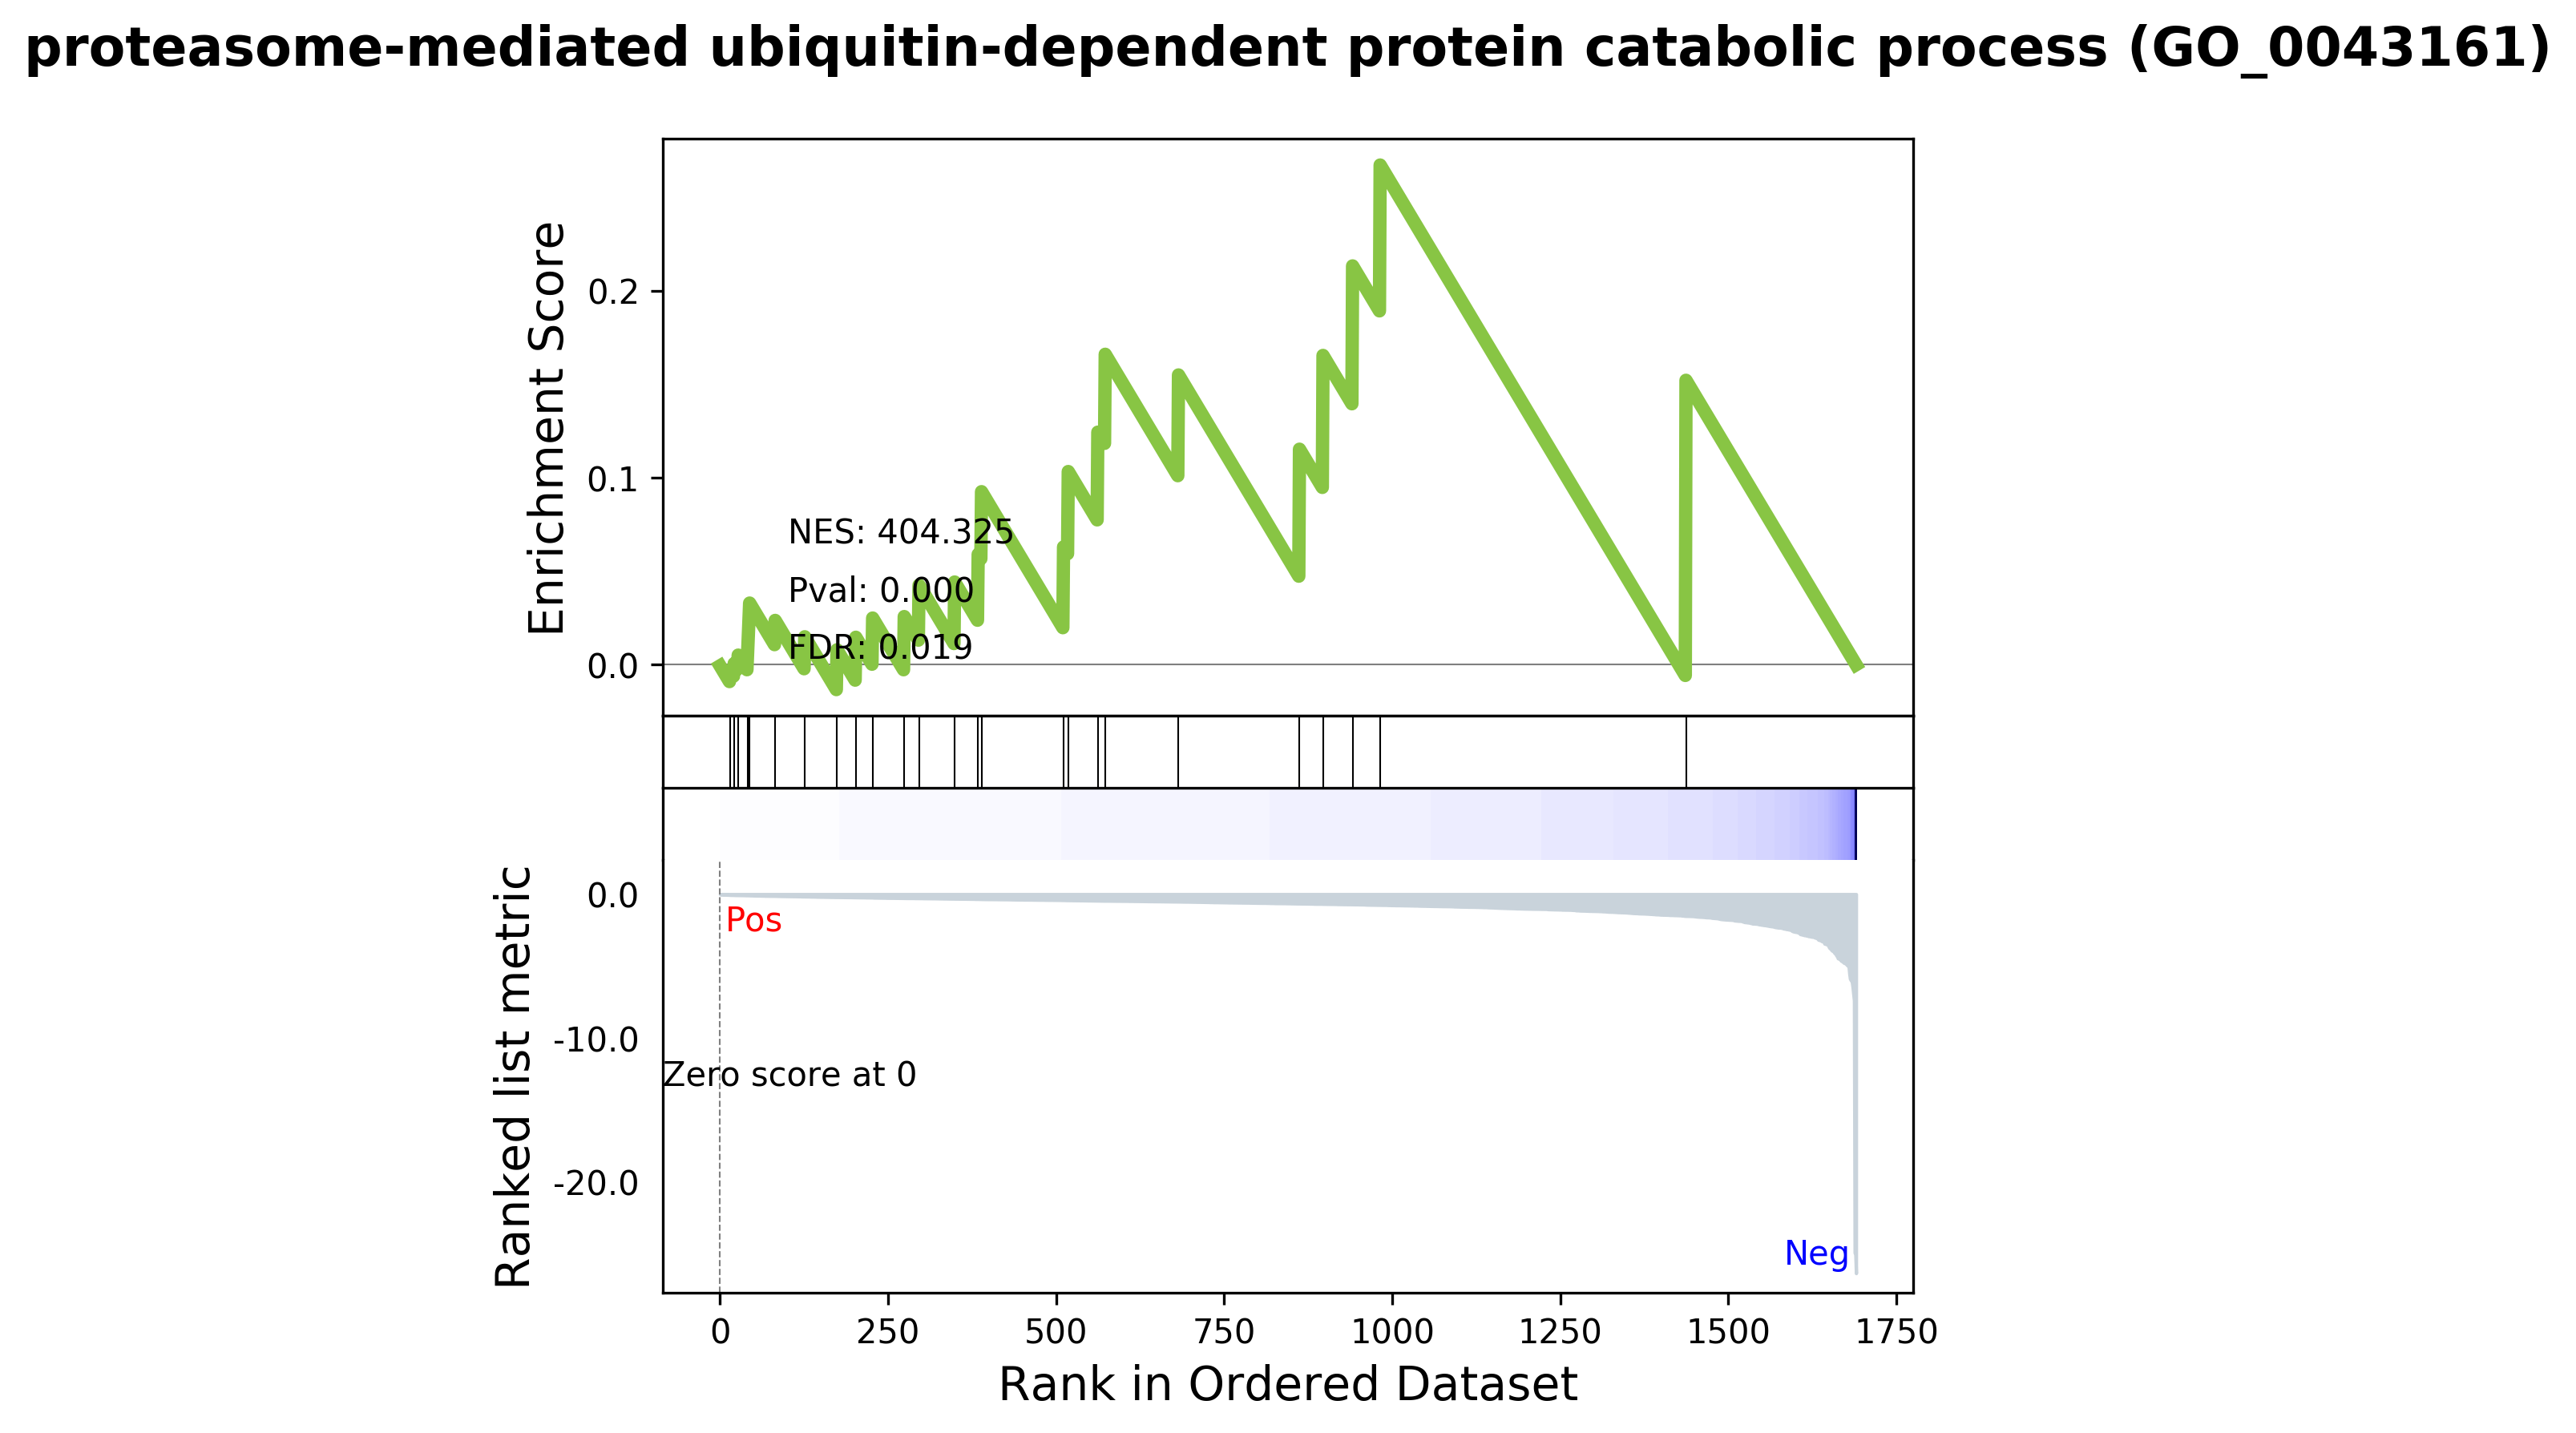 proteasome-mediated ubiquitin-dependent protein catabolic process (GO_0043161)
Enrichment Score
0.2
0.1
0.0
NES: 404.325
Pval: 0.000
FDR: 0.019
Ranked list metric
0.0
-10.0
-20.0
Pos
Zero score at 0
Neg
0 250 500 750 1000 1250 1500 1750
Rank in Ordered Dataset